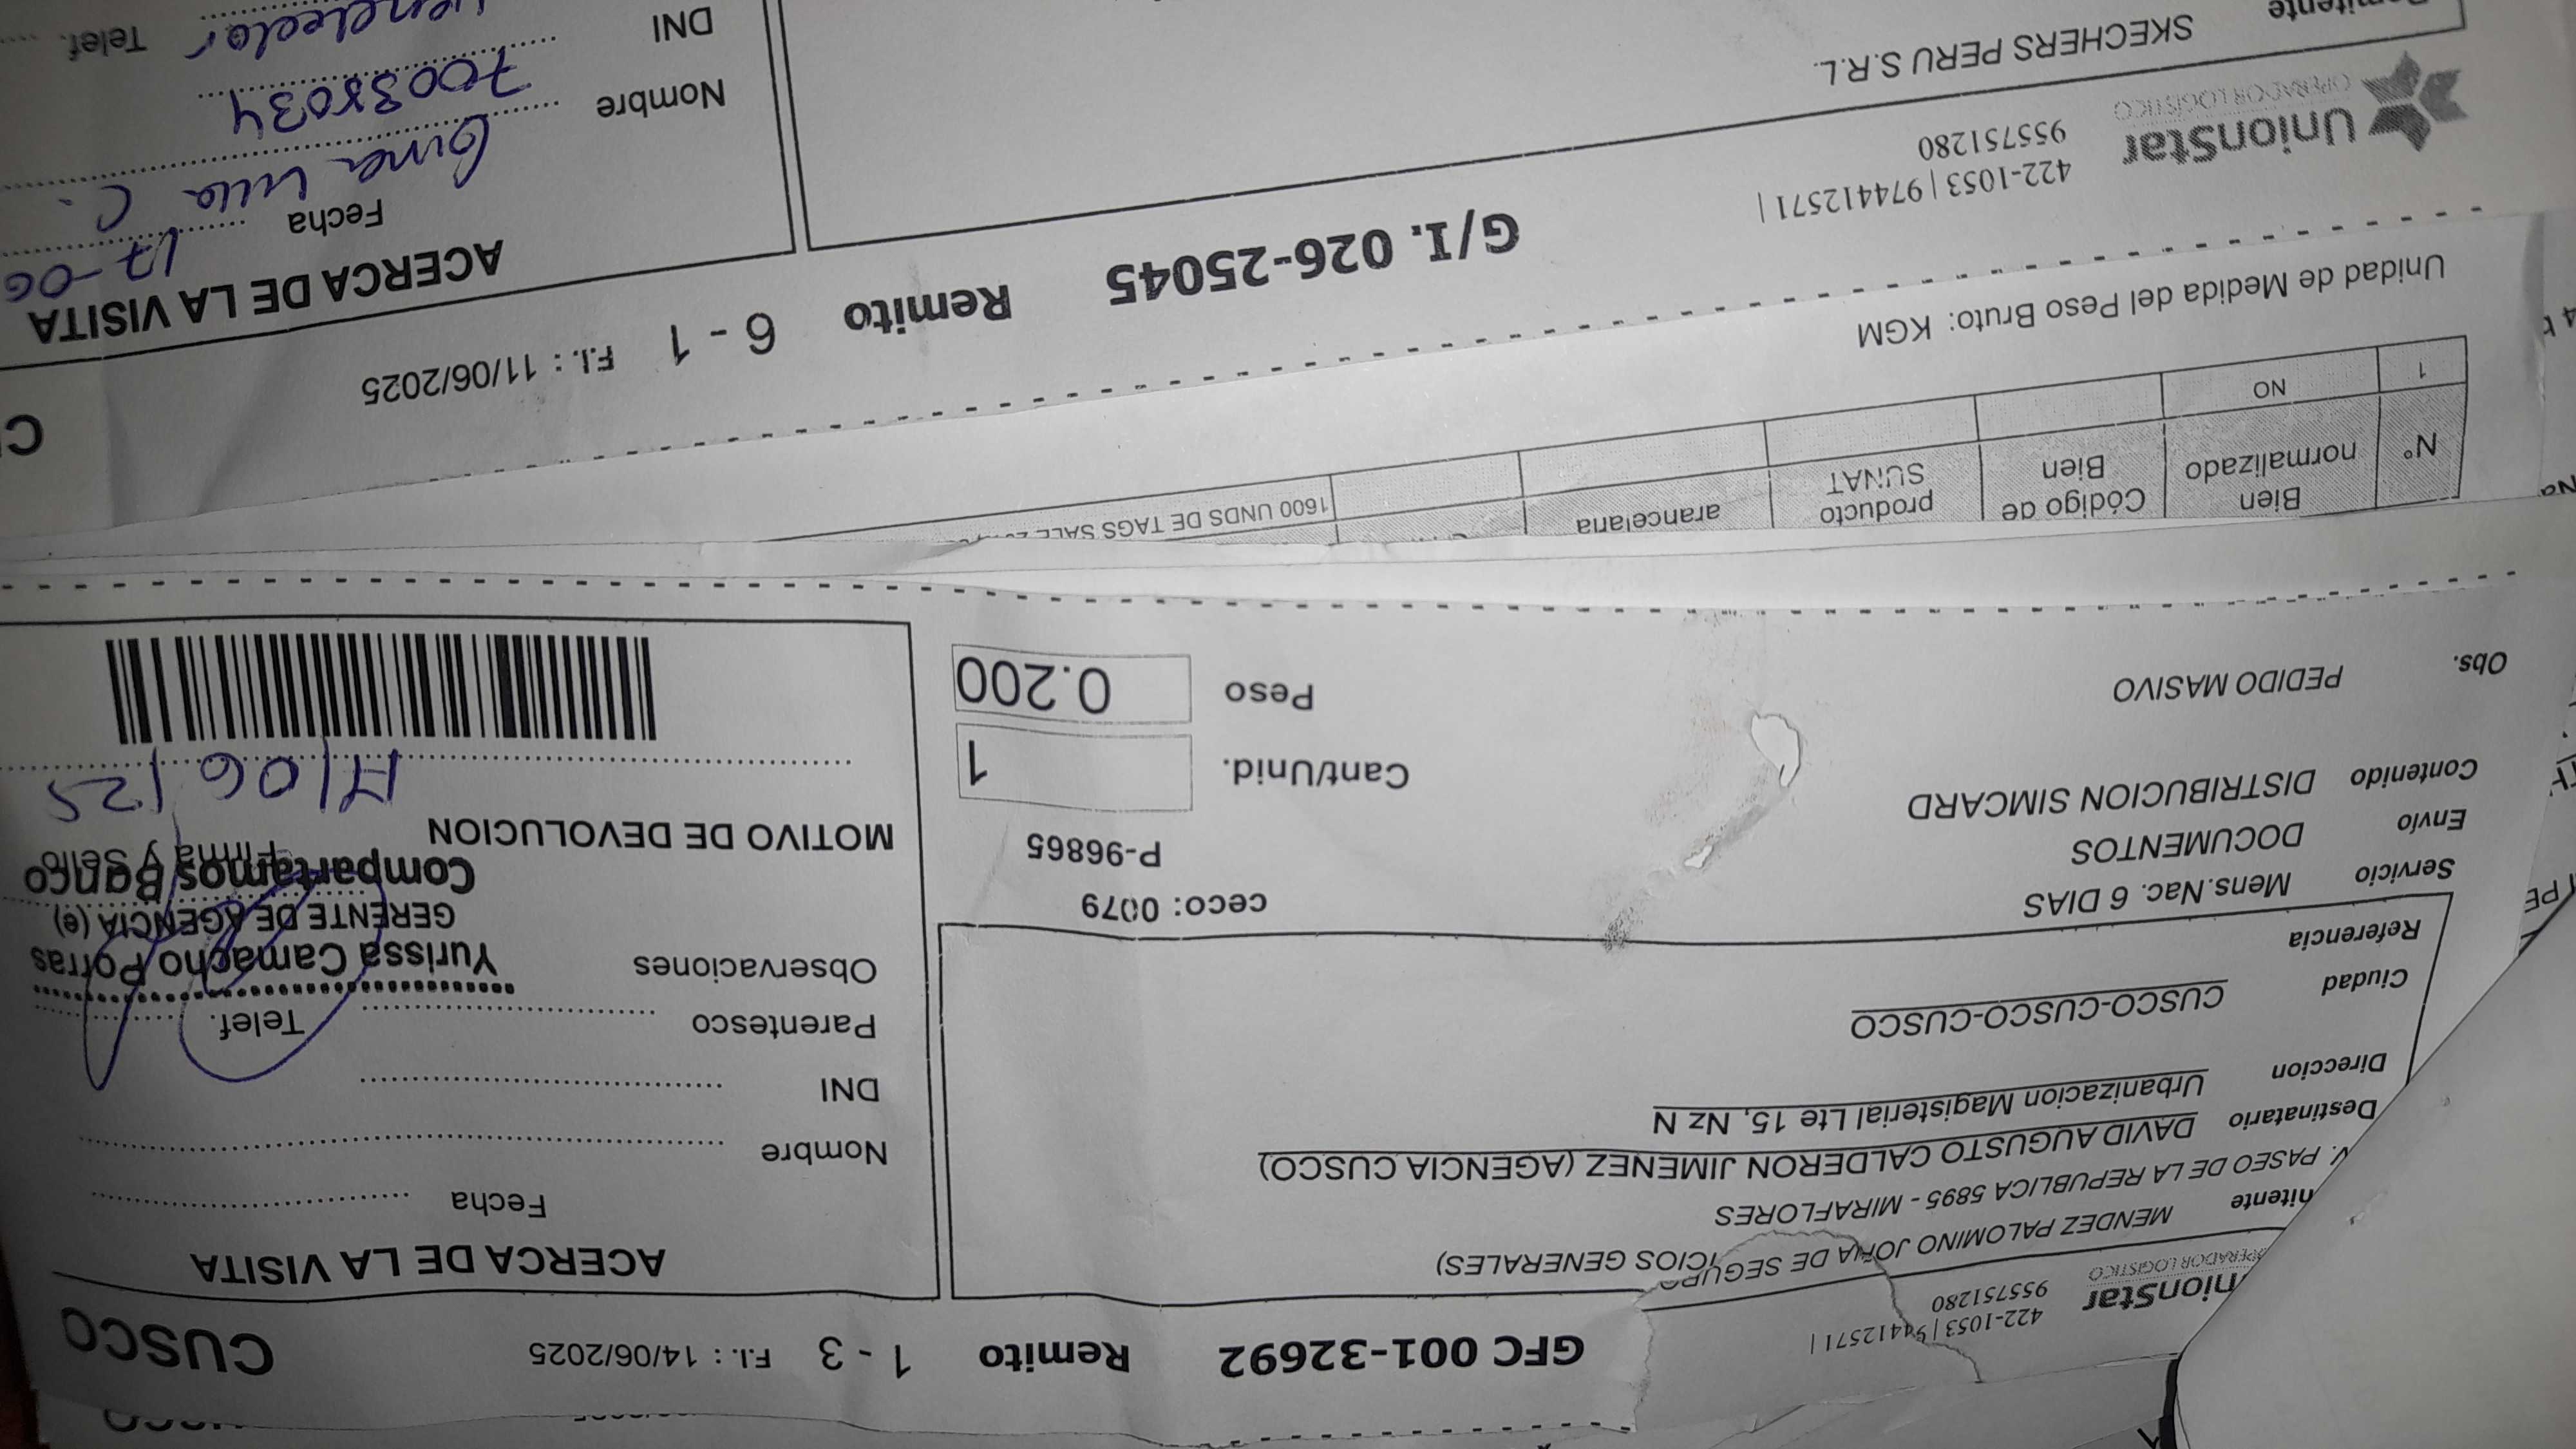 CUSCO
GFC 001-32692 Remito 1 - 3 F.I.: 14/06/2025
nionStar
OPERADOR LOGISTICO
422-1053 | 974412571 |
955751280
mitente MENDEZ PALOMINO (GENERALES)
V. PASEO DE LA REPUBLICA 5895 - MIRAFLORES
Destinatario DAVID AUGUSTO CALDERON JIMENEZ (AGENCIA CUSCO)
Direccion Urbanizacion Magisterial Lte 15, Nz N
Ciudad CUSCO-CUSCO-CUSCO
Referencia
Servicio Mens.Nac. 6 DIAS
Envío DOCUMENTOS
Contenido DISTRIBUCION SIMCARD
Obs. PEDIDO MASIVO
ceco: 0079
P-96865
Cant/Unid. 1
Peso 0.200
ACERCA DE LA VISITA
Fecha
Nombre
DNI
Parentesco Telef.
Observaciones
Yurissa Camacho Porras
GERENTE DE AGENCIA (e)
Compartamos Banco
Firma y Sello
MOTIVO DE DEVOLUCION
17/06/25
N° Bien normalizado Código de Bien producto SUNAT arancelaria
1 NO 1600 UNDS DE TAGS SALE
Unidad de Medida del Peso Bruto: KGM
UnionStar
OPERADOR LOGÍSTICO
422-1053 | 974412571 |
955751280
G/I. 026-25045 Remito 6 - 1 F.I.: 11/06/2025
Remitente SKECHERS PERU S.R.L.
ACERCA DE LA VISITA
Fecha 17-06
Nombre
DNI 70038034
Telef.